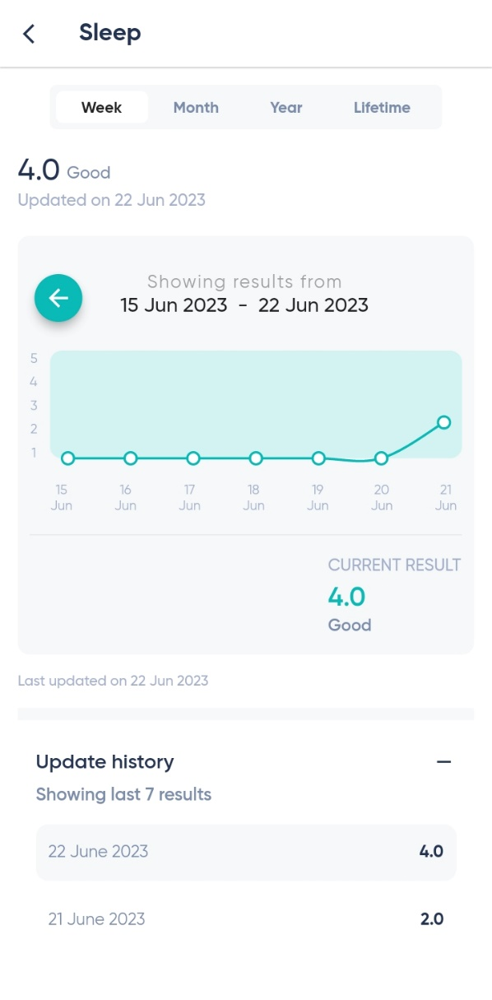 Sleep
Week Month Year Lifetime
4.0 Good
Updated on 22 Jun 2023
Showing results from
15 Jun 2023 - 22 Jun 2023
5
4
3
2
1
15 16 17 18 19 20 21
Jun Jun Jun Jun Jun Jun Jun
CURRENT RESULT
4.0
Good
Last updated on 22 Jun 2023
Update history
Showing last 7 results
22 June 2023 4.0
21 June 2023 2.0